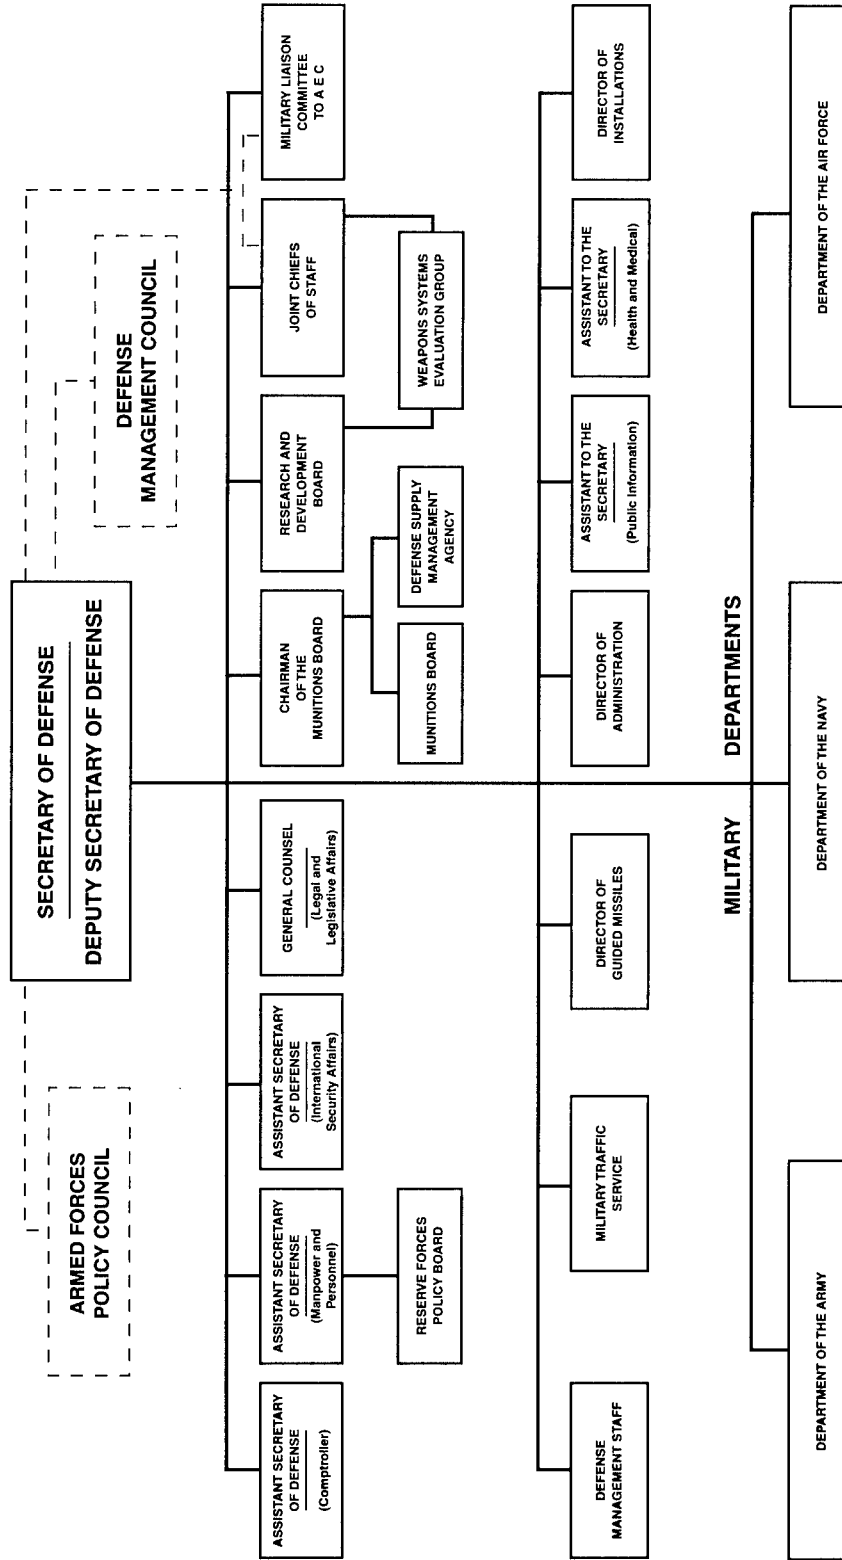 SECRETARY OF DEFENSE
DEPUTY SECRETARY OF DEFENSE
ARMED FORCES
POLICY COUNCIL
DEFENSE
MANAGEMENT COUNCIL
ASSISTANT SECRETARY
OF DEFENSE
(Comptroller)
ASSISTANT SECRETARY
OF DEFENSE
(Manpower and
Personnel)
ASSISTANT SECRETARY
OF DEFENSE
(International
Security Affairs)
GENERAL COUNSEL
(Legal and
Legislative Affairs)
CHAIRMAN
OF THE
MUNITIONS BOARD
RESEARCH AND
DEVELOPMENT
BOARD
JOINT CHIEFS
OF STAFF
MILITARY LIAISON
COMMITTEE
TO A E C
RESERVE FORCES
POLICY BOARD
MUNITIONS BOARD
DEFENSE SUPPLY
MANAGEMENT
AGENCY
WEAPONS SYSTEMS
EVALUATION GROUP
DEFENSE
MANAGEMENT STAFF
MILITARY TRAFFIC
SERVICE
DIRECTOR OF
GUIDED MISSILES
DIRECTOR OF
ADMINISTRATION
ASSISTANT TO THE
SECRETARY
(Public Information)
ASSISTANT TO THE
SECRETARY
(Health and Medical)
DIRECTOR OF
INSTALLATIONS
MILITARY DEPARTMENTS
DEPARTMENT OF THE ARMY
DEPARTMENT OF THE NAVY
DEPARTMENT OF THE AIR FORCE